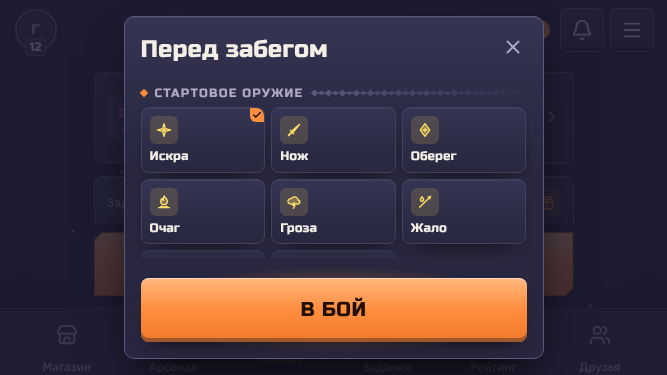 Г
12
Перед забегом
СТАРТОВОЕ ОРУЖИЕ
Искра
Нож
Оберег
Очаг
Гроза
Жало
В БОЙ
Магазин
Арсенал
Задания
Рейтинг
Друзья